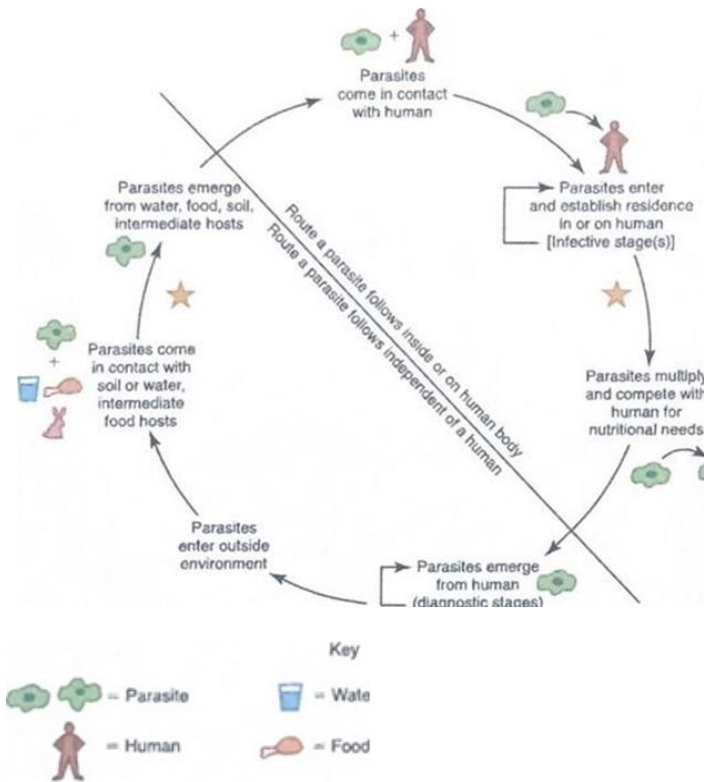 +
Parasites
come in contact
with human
Parasites emerge
from water, food, soil,
intermediate hosts
Parasites enter
and establish residence
in or on human
[Infective stage(s)]
Route a parasite follows inside or on human body
Route a parasite follows independent of a human
+
Parasites come
in contact with
soil or water,
intermediate
food hosts
Parasites multiply
and compete with
human for
nutritional needs
Parasites
enter outside
environment
Parasites emerge
from human
(diagnostic stages)
Key
= Parasite
= Water
= Human
= Food